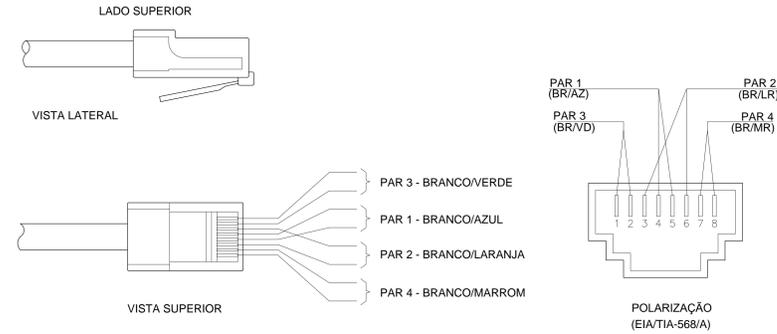 LADO SUPERIOR
VISTA LATERAL
PAR 3 - BRANCO/VERDE
PAR 1 - BRANCO/AZUL
PAR 2 - BRANCO/LARANJA
PAR 4 - BRANCO/MARROM
VISTA SUPERIOR
PAR 1
(BR/AZ)
PAR 2
(BR/LR)
PAR 3
(BR/VD)
PAR 4
(BR/MR)
1 2 3 4 5 6 7 8
POLARIZAÇÃO
(EIA/TIA-568/A)